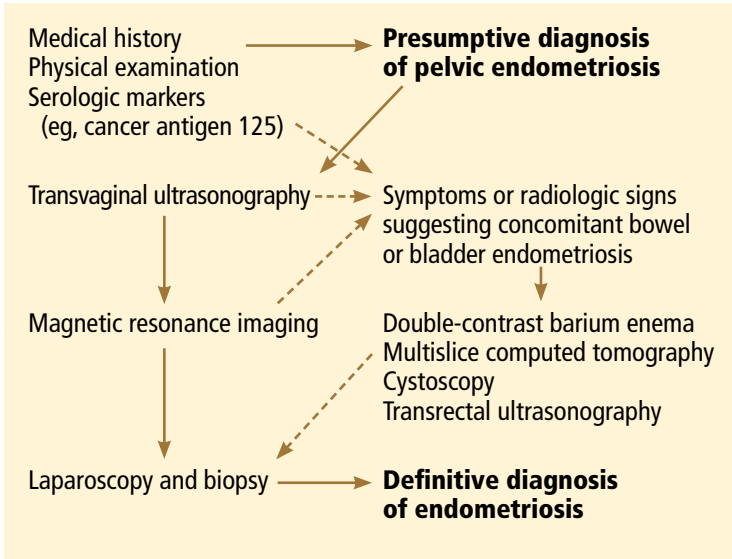 Medical history
Physical examination
Serologic markers
(eg, cancer antigen 125)
Presumptive diagnosis
of pelvic endometriosis
Transvaginal ultrasonography
Symptoms or radiologic signs
suggesting concomitant bowel
or bladder endometriosis
Magnetic resonance imaging
Double-contrast barium enema
Multislice computed tomography
Cystoscopy
Transrectal ultrasonography
Laparoscopy and biopsy
Definitive diagnosis
of endometriosis